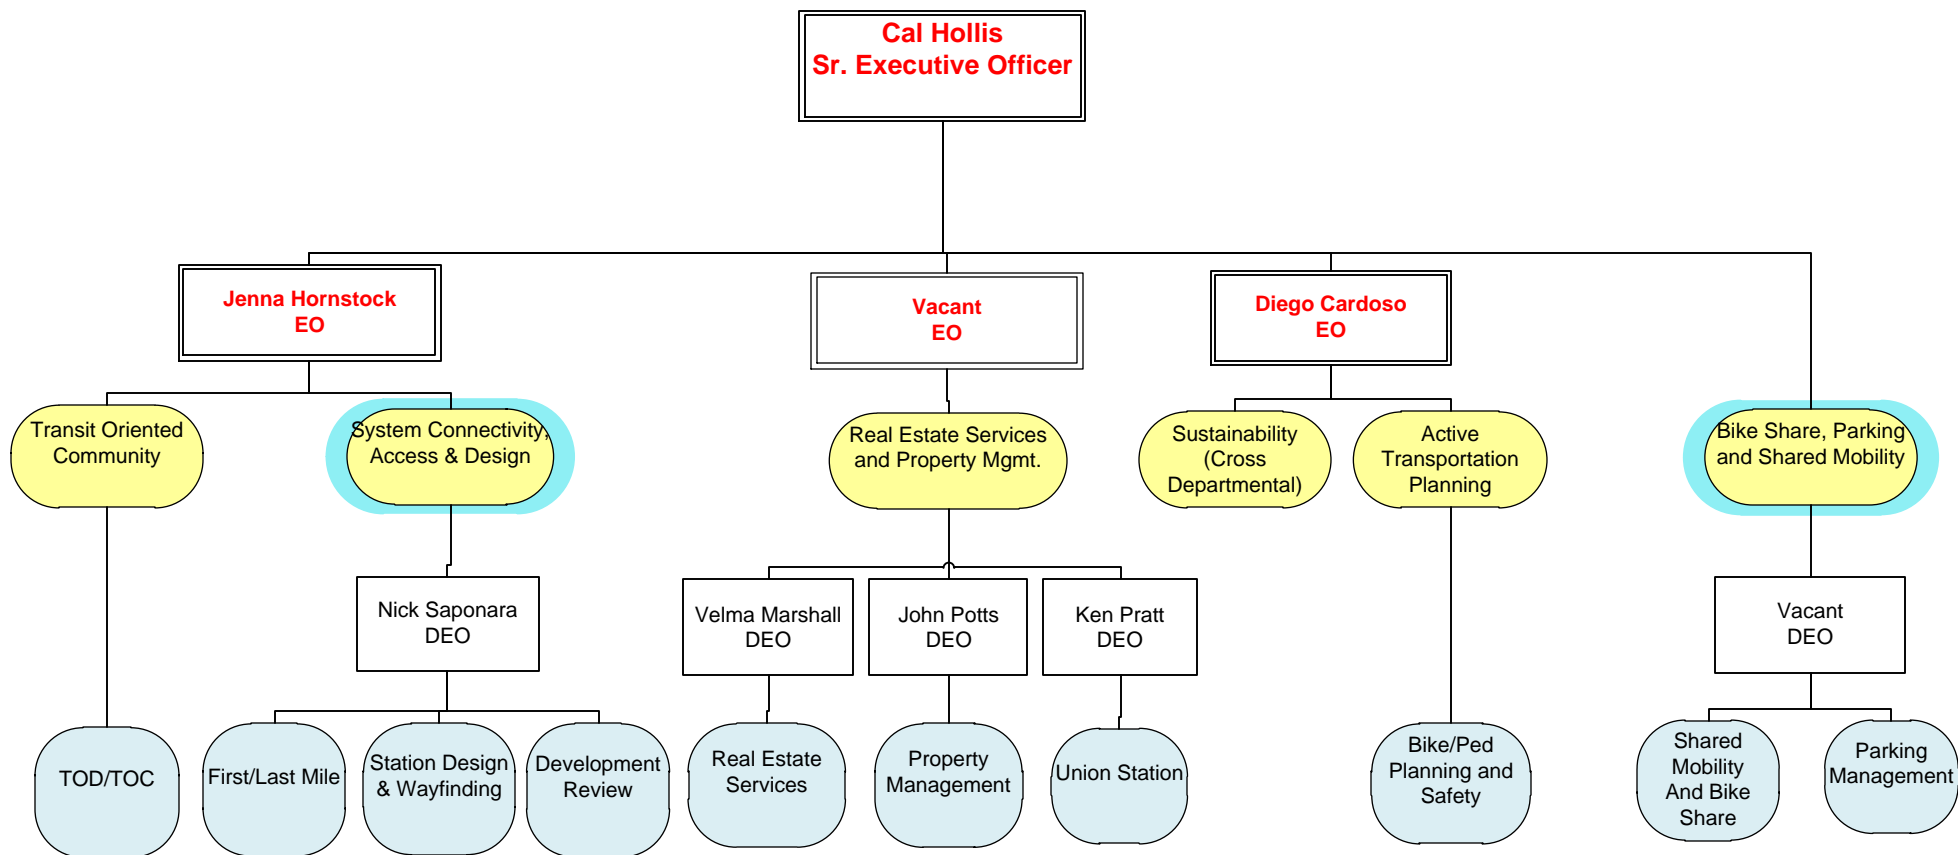 Cal Hollis
Sr. Executive Officer
Jenna Hornstock
EO
Vacant
EO
Diego Cardoso
EO
Transit Oriented
Community
System Connectivity,
Access & Design
Real Estate Services
and Property Mgmt.
Sustainability
(Cross
Departmental)
Active
Transportation
Planning
Bike Share, Parking
and Shared Mobility
Nick Saponara
DEO
Velma Marshall
DEO
John Potts
DEO
Ken Pratt
DEO
Vacant
DEO
TOD/TOC
First/Last Mile
Station Design
& Wayfinding
Development
Review
Real Estate
Services
Property
Management
Union Station
Bike/Ped
Planning and
Safety
Shared
Mobility
And Bike
Share
Parking
Management